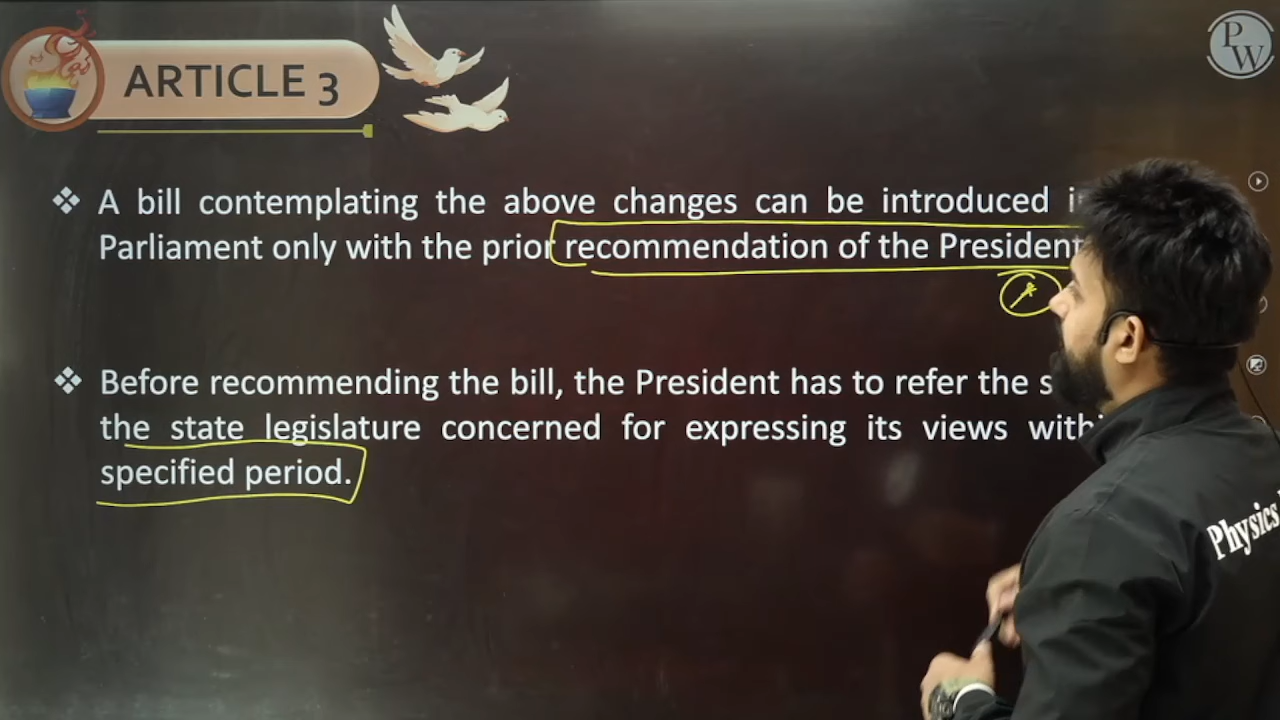 ARTICLE 3
PW
❖ A bill contemplating the above changes can be introduced
Parliament only with the prior recommendation of the President
❖ Before recommending the bill, the President has to refer the
the state legislature concerned for expressing its views
specified period.
Physics